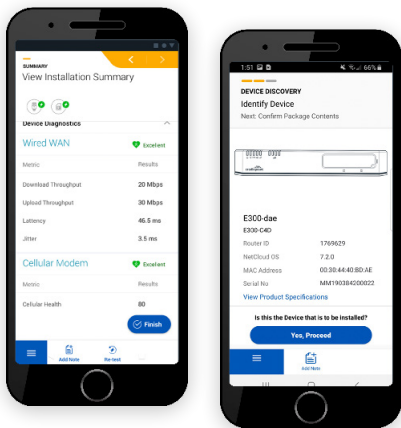 SUMMARY
View Installation Summary
Device Diagnostics
Wired WAN
Excellent
Metric Results
Download Throughput 20 Mbps
Upload Throughput 30 Mbps
Lattency 46.5 ms
Jitter 3.5 ms
Cellular Modem
Excellent
Metric Results
Cellular Health 80
Finish
Add Note Re-test
1:51 66%
DEVICE DISCOVERY
Identify Device
Next: Confirm Package Contents
E300-dae
E300-C4D
Router ID 1769629
NetCloud OS 7.2.0
MAC Address 00:30:44:40:BD:AE
Serial No MM190384200022
View Product Specifications
Is this the Device that is to be installed?
Yes, Proceed
Add Note